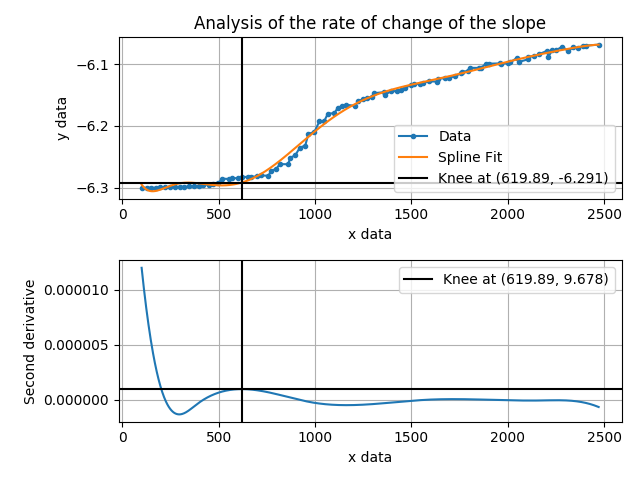 Analysis of the rate of change of the slope
−6.1
−6.2
−6.3
y data
Data
Spline Fit
Knee at (619.89, -6.291)
0 500 1000 1500 2000 2500
x data
0.000010
0.000005
0.000000
Second derivative
Knee at (619.89, 9.678)
0 500 1000 1500 2000 2500
x data